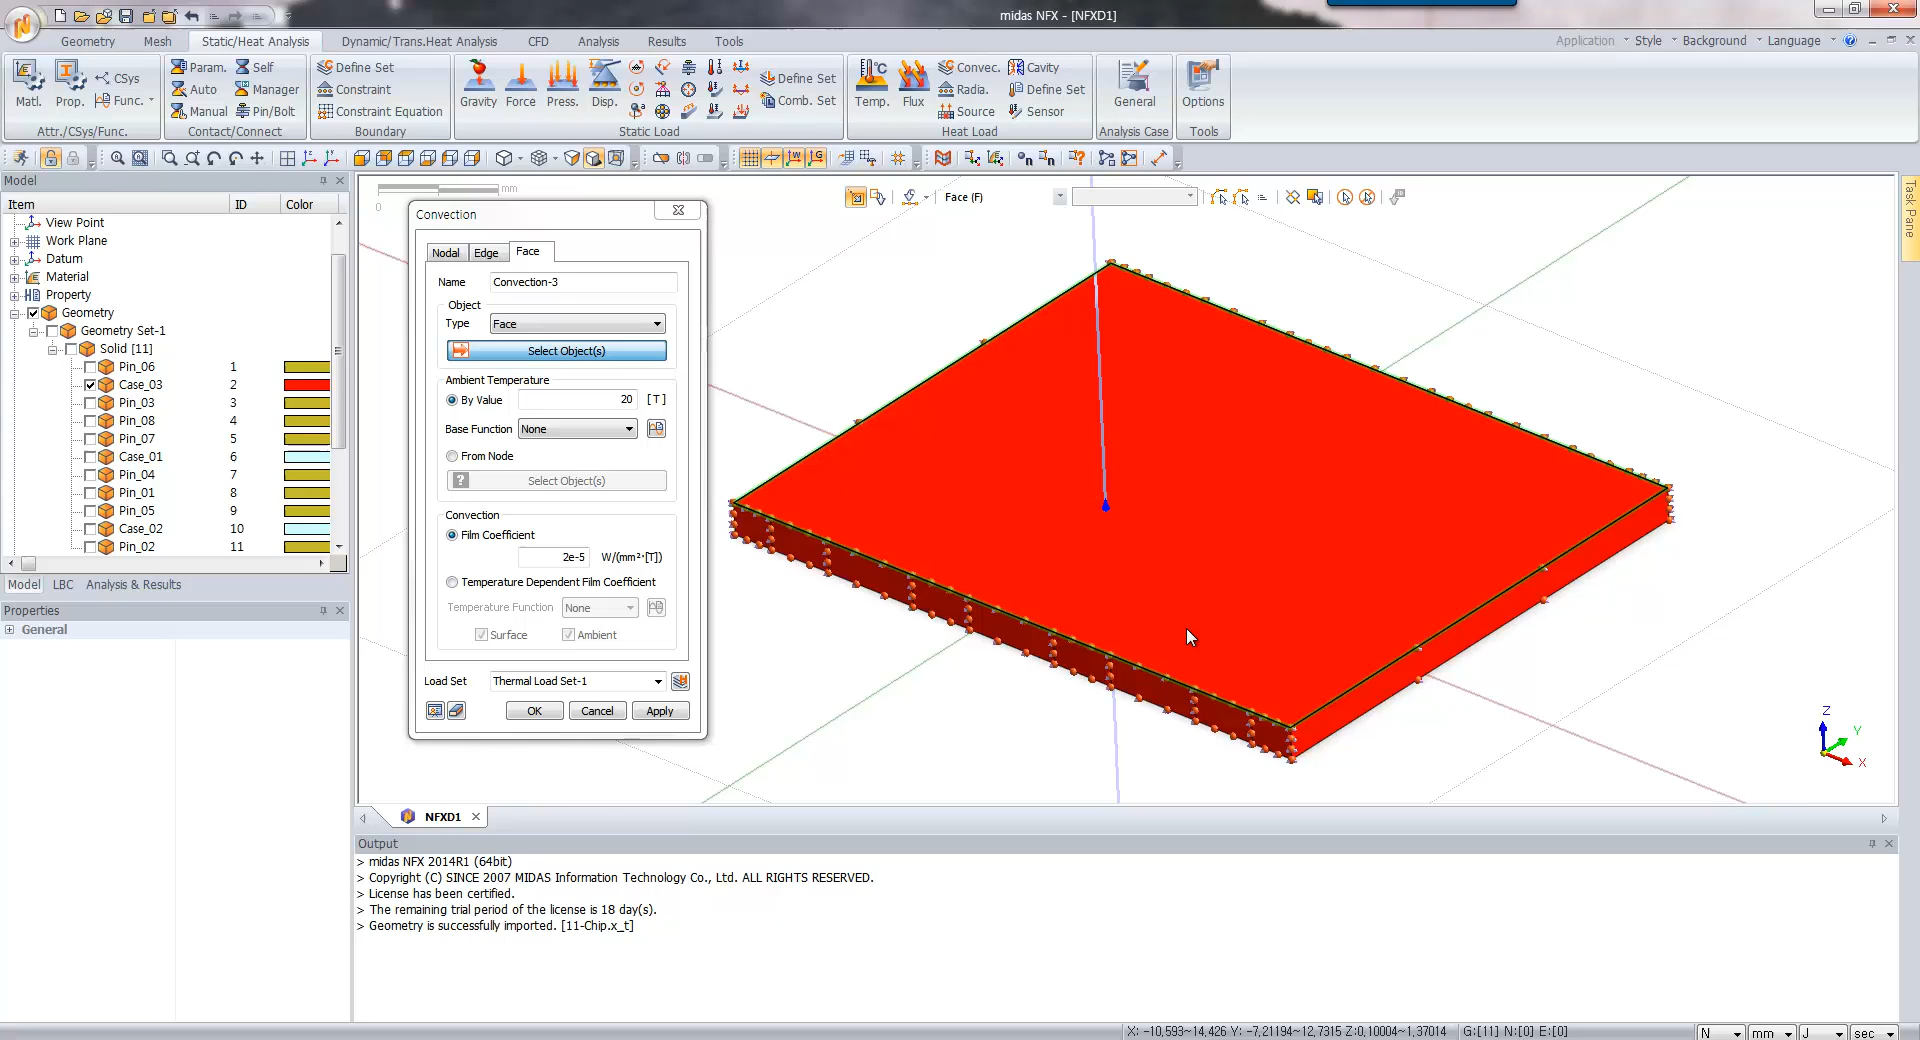 midas NFX - [NFXD1]
Geometry Mesh Static/Heat Analysis Dynamic/Trans.Heat Analysis CFD Analysis Results Tools
Application Style Background Language
Matl. Prop. CSys Func.
Attr./CSys/Func.
Param. Self
Auto Manager
Manual Pin/Bolt
Contact/Connect
Define Set
Constraint
Constraint Equation
Boundary
Gravity Force Press. Disp.
Define Set
Comb. Set
Static Load
Temp. Flux
Convec. Cavity
Radia. Define Set
Source Sensor
Heat Load
General
Analysis Case
Options
Tools
Model
Item ID Color
View Point
Work Plane
Datum
Material
Property
Geometry
Geometry Set-1
Solid [11]
Pin_06 1
Case_03 2
Pin_03 3
Pin_08 4
Pin_07 5
Case_01 6
Pin_04 7
Pin_01 8
Pin_05 9
Case_02 10
Pin_02 11
Model LBC Analysis & Results
Properties
General
mm
0
Face (F)
Task Pane
Convection
Nodal Edge Face
Name Convection-3
Object
Type Face
Select Object(s)
Ambient Temperature
By Value 20 [T]
Base Function None
From Node
? Select Object(s)
Convection
Film Coefficient
2e-5 W/(mm²·[T])
Temperature Dependent Film Coefficient
Temperature Function None
Surface Ambient
Load Set Thermal Load Set-1
OK Cancel Apply
Z
Y
X
NFXD1
Output
> midas NFX 2014R1 (64bit)
> Copyright (C) SINCE 2007 MIDAS Information Technology Co., Ltd. ALL RIGHTS RESERVED.
> License has been certified.
> The remaining trial period of the license is 18 day(s).
> Geometry is successfully imported. [11-Chip.x_t]
X: -10,593~14,426 Y: -7,21194~12,7315 Z:0,10004~1,37014 G:[11] N:[0] E:[0]
N mm J sec